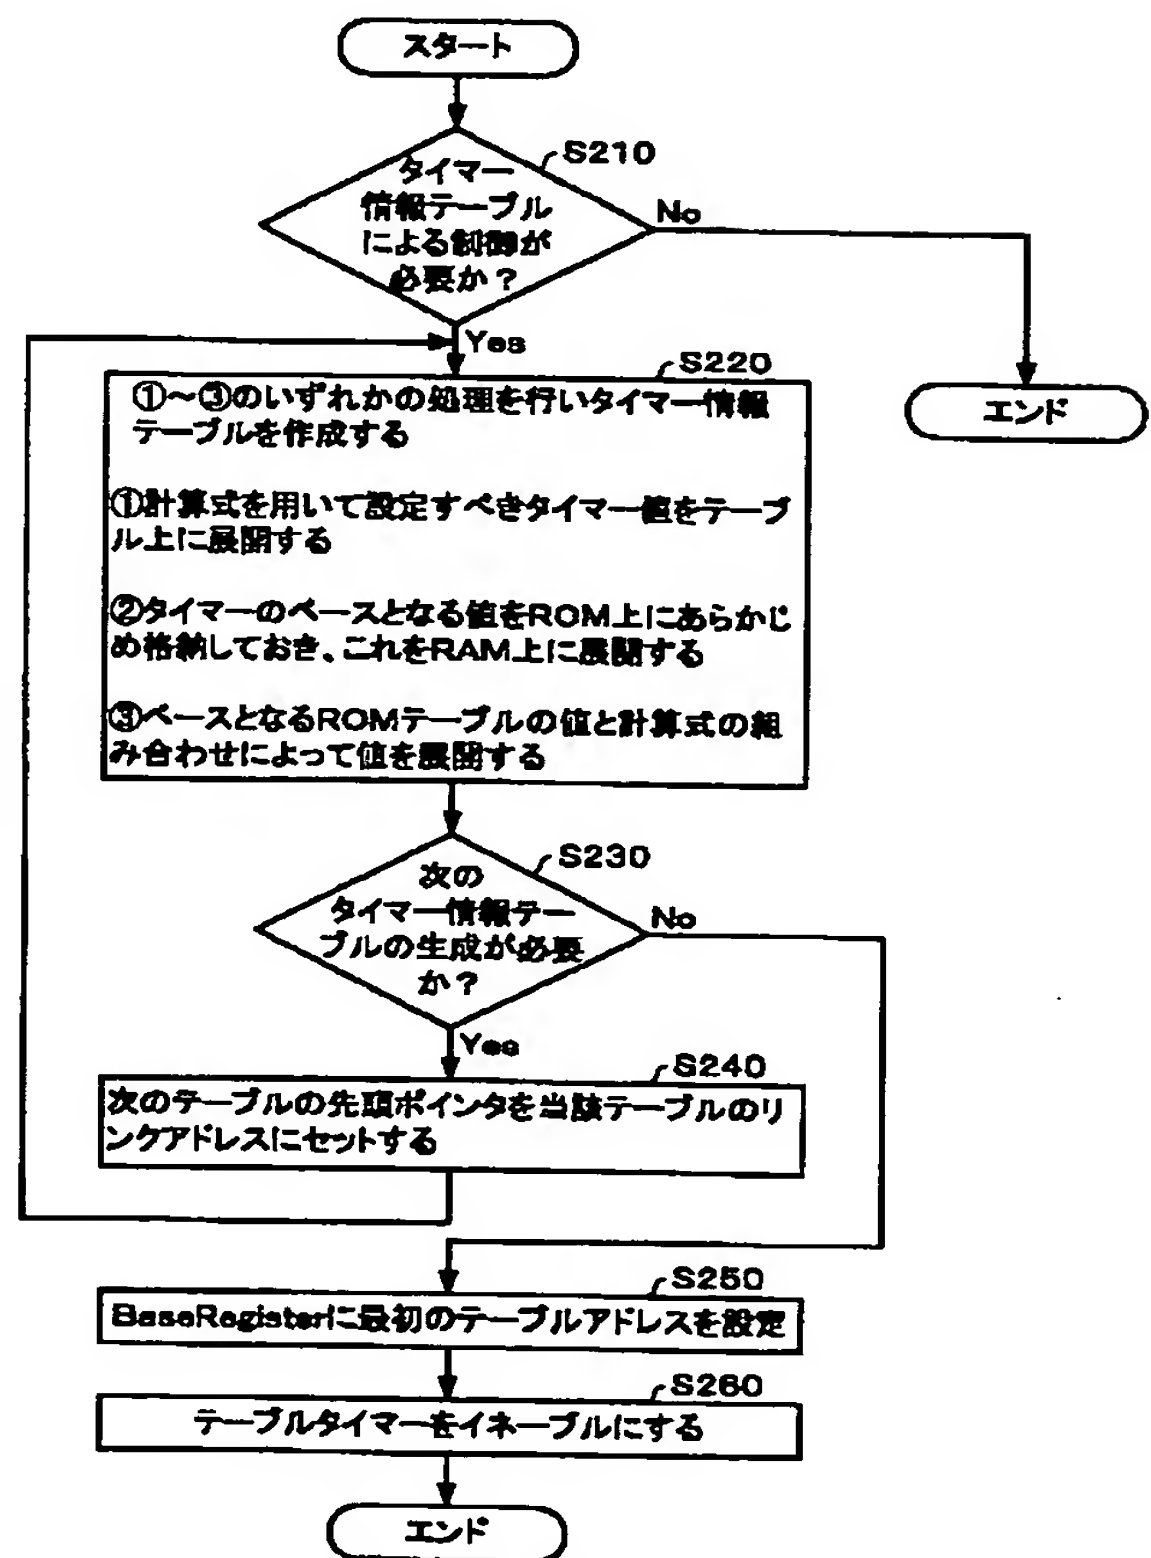 スタート
S210
タイマー
情報テーブル
による制御が
必要か？
No
Yes
エンド
S220
①～③のいずれかの処理を行いタイマー情報
テーブルを作成する
①計算式を用いて設定すべきタイマー値をテーブ
ル上に展開する
②タイマーのベースとなる値をROM上にあらかじ
め格納しておき、これをRAM上に展開する
③ベースとなるROMテーブルの値と計算式の組
み合わせによって値を展開する
S230
次の
タイマー情報テー
ブルの生成が必要
か？
No
Yes
S240
次のテーブルの先頭ポインタを当該テーブルのリ
ンクアドレスにセットする
S250
BaseRegisterに最初のテーブルアドレスを設定
S260
テーブルタイマーをイネーブルにする
エンド